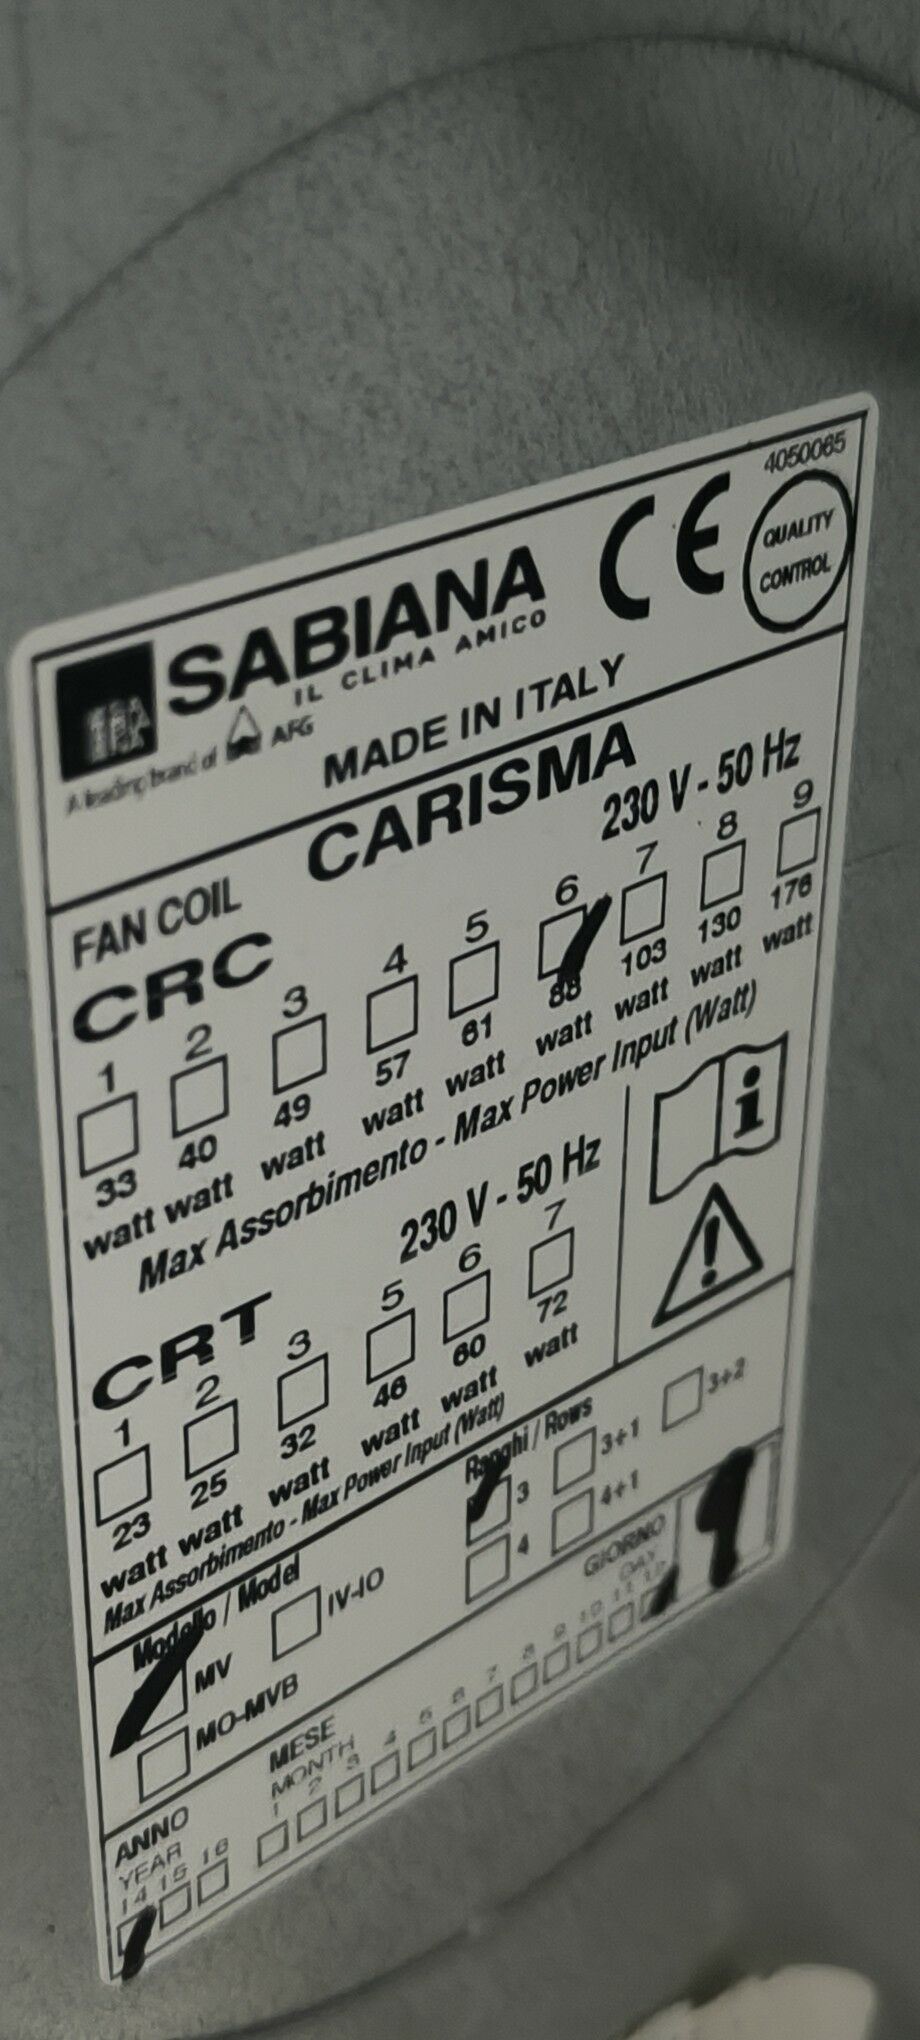 4050065
SABIANA
IL CLIMA AMICO
CE
QUALITY
CONTROL
A leading brand of AFG
MADE IN ITALY
FAN COIL CARISMA
CRC 230 V - 50 Hz
1 2 3 4 5 6 7 8 9
33 40 49 57 61 88 103 130 176
watt watt watt watt watt watt watt watt watt
Max Assorbimento - Max Power Input (Watt)
CRT 230 V - 50 Hz
1 2 3 5 6 7
23 25 32 46 60 72
watt watt watt watt watt watt
Max Assorbimento - Max Power Input (Watt)
Modello / Model
MV
IV-IO
MO-MVB
Ranghi / Rows
3 3+1 3+2
4 4+1
ANNO
YEAR
14 15 16
MESE
MONTH
1 2 3 4 5 6 7 8 9 10 11 12
GIORNO
DAY
9